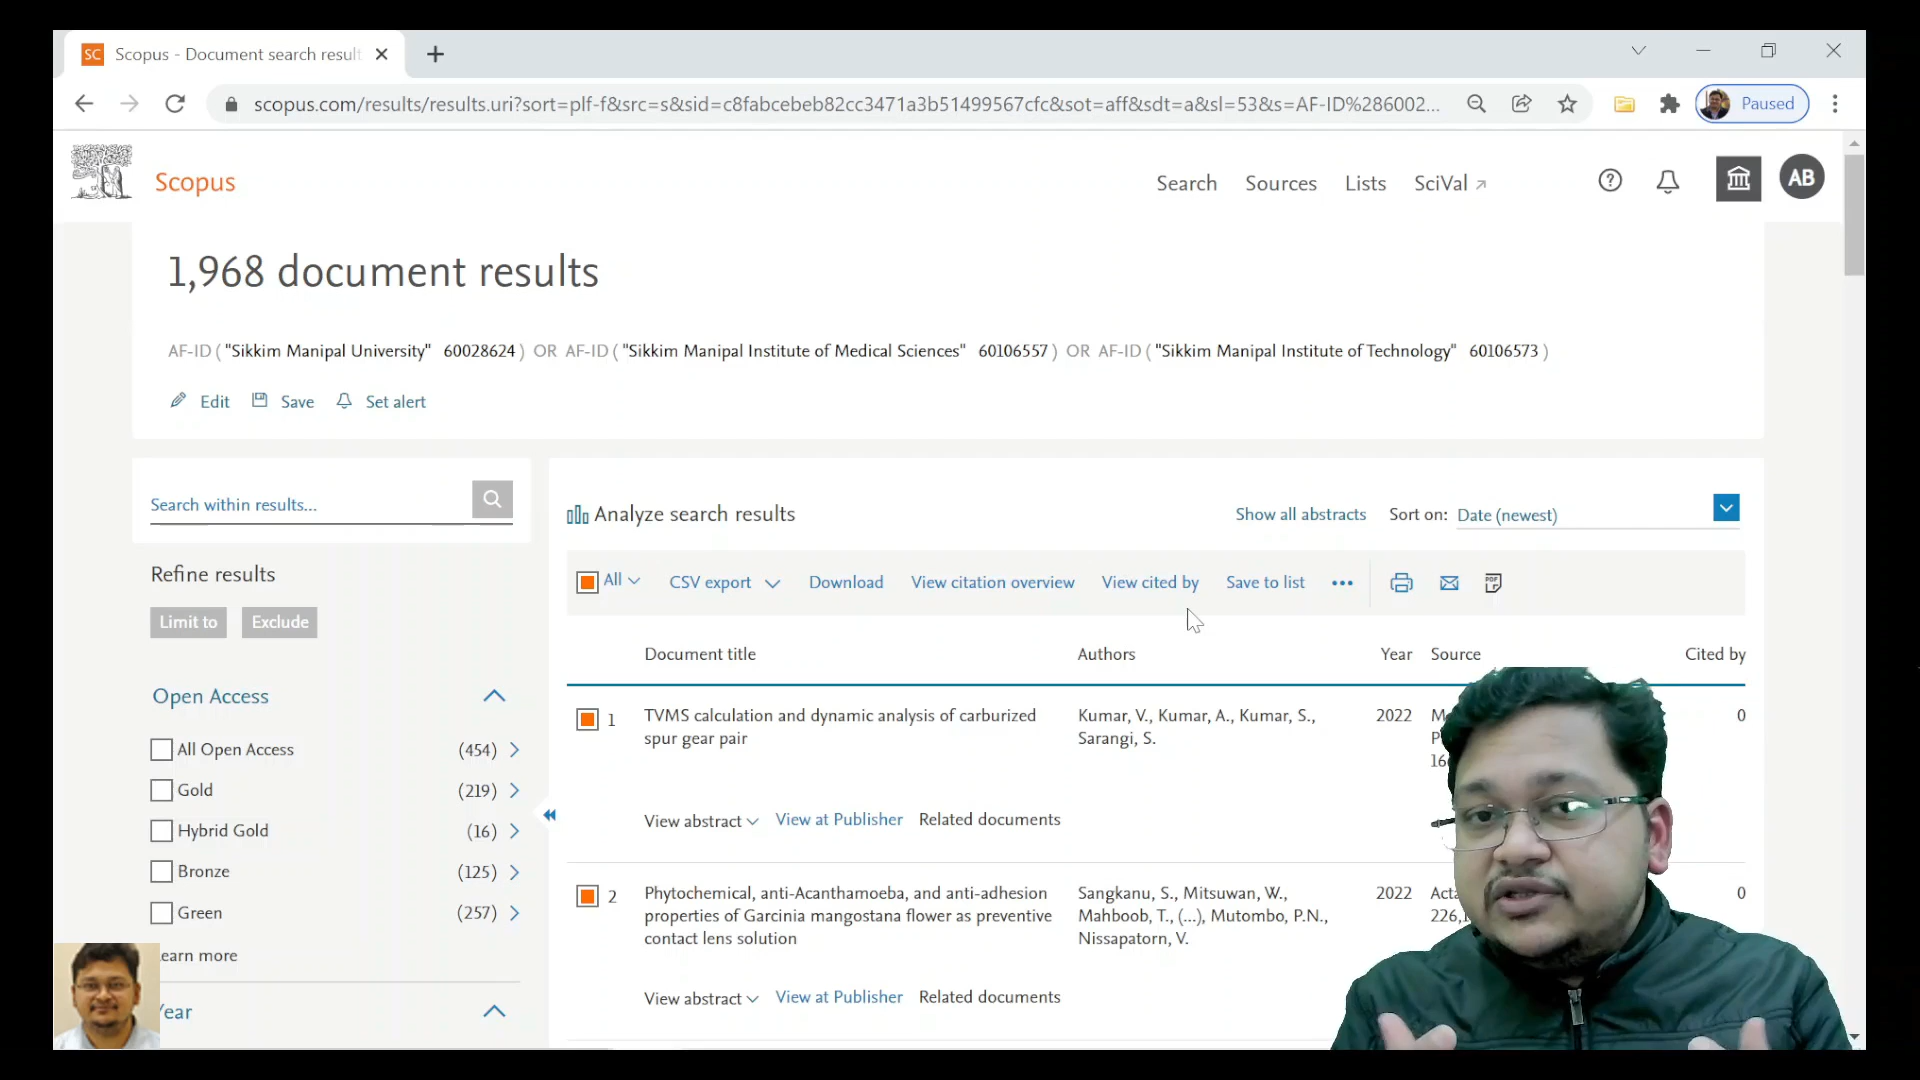 SC Scopus - Document search result
scopus.com/results/results.uri?sort=plf-f&src=s&sid=c8fabcebeb82cc3471a3b51499567cfc&sot=aff&sdt=a&sl=53&s=AF-ID%286002...
Paused
Scopus
Search Sources Lists SciVal
AB
1,968 document results
AF-ID ( "Sikkim Manipal University" 60028624 ) OR AF-ID ( "Sikkim Manipal Institute of Medical Sciences" 60106557 ) OR AF-ID ( "Sikkim Manipal Institute of Technology" 60106573 )
Edit Save Set alert
Search within results...
Refine results
Limit to Exclude
Open Access
All Open Access (454)
Gold (219)
Hybrid Gold (16)
Bronze (125)
Green (257)
earn more
Year
Analyze search results Show all abstracts Sort on: Date (newest)
All CSV export Download View citation overview View cited by Save to list ••• PDF
Document title Authors Year Source Cited by
1 TVMS calculation and dynamic analysis of carburized
spur gear pair
Kumar, V., Kumar, A., Kumar, S.,
Sarangi, S.
2022
0
View abstract View at Publisher Related documents
2 Phytochemical, anti-Acanthamoeba, and anti-adhesion
properties of Garcinia mangostana flower as preventive
contact lens solution
Sangkanu, S., Mitsuwan, W.,
Mahboob, T., (...), Mutombo, P.N.,
Nissapatorn, V.
2022
Acta
226,1
0
View abstract View at Publisher Related documents